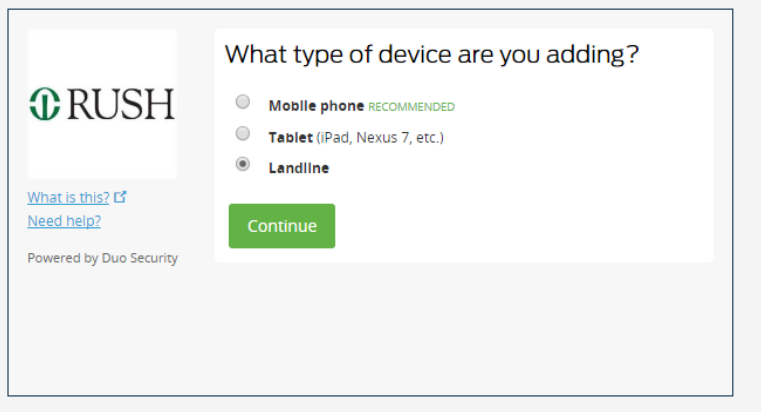 RUSH
What is this?
Need help?
Powered by Duo Security
What type of device are you adding?
Mobile phone RECOMMENDED
Tablet (iPad, Nexus 7, etc.)
Landline
Continue